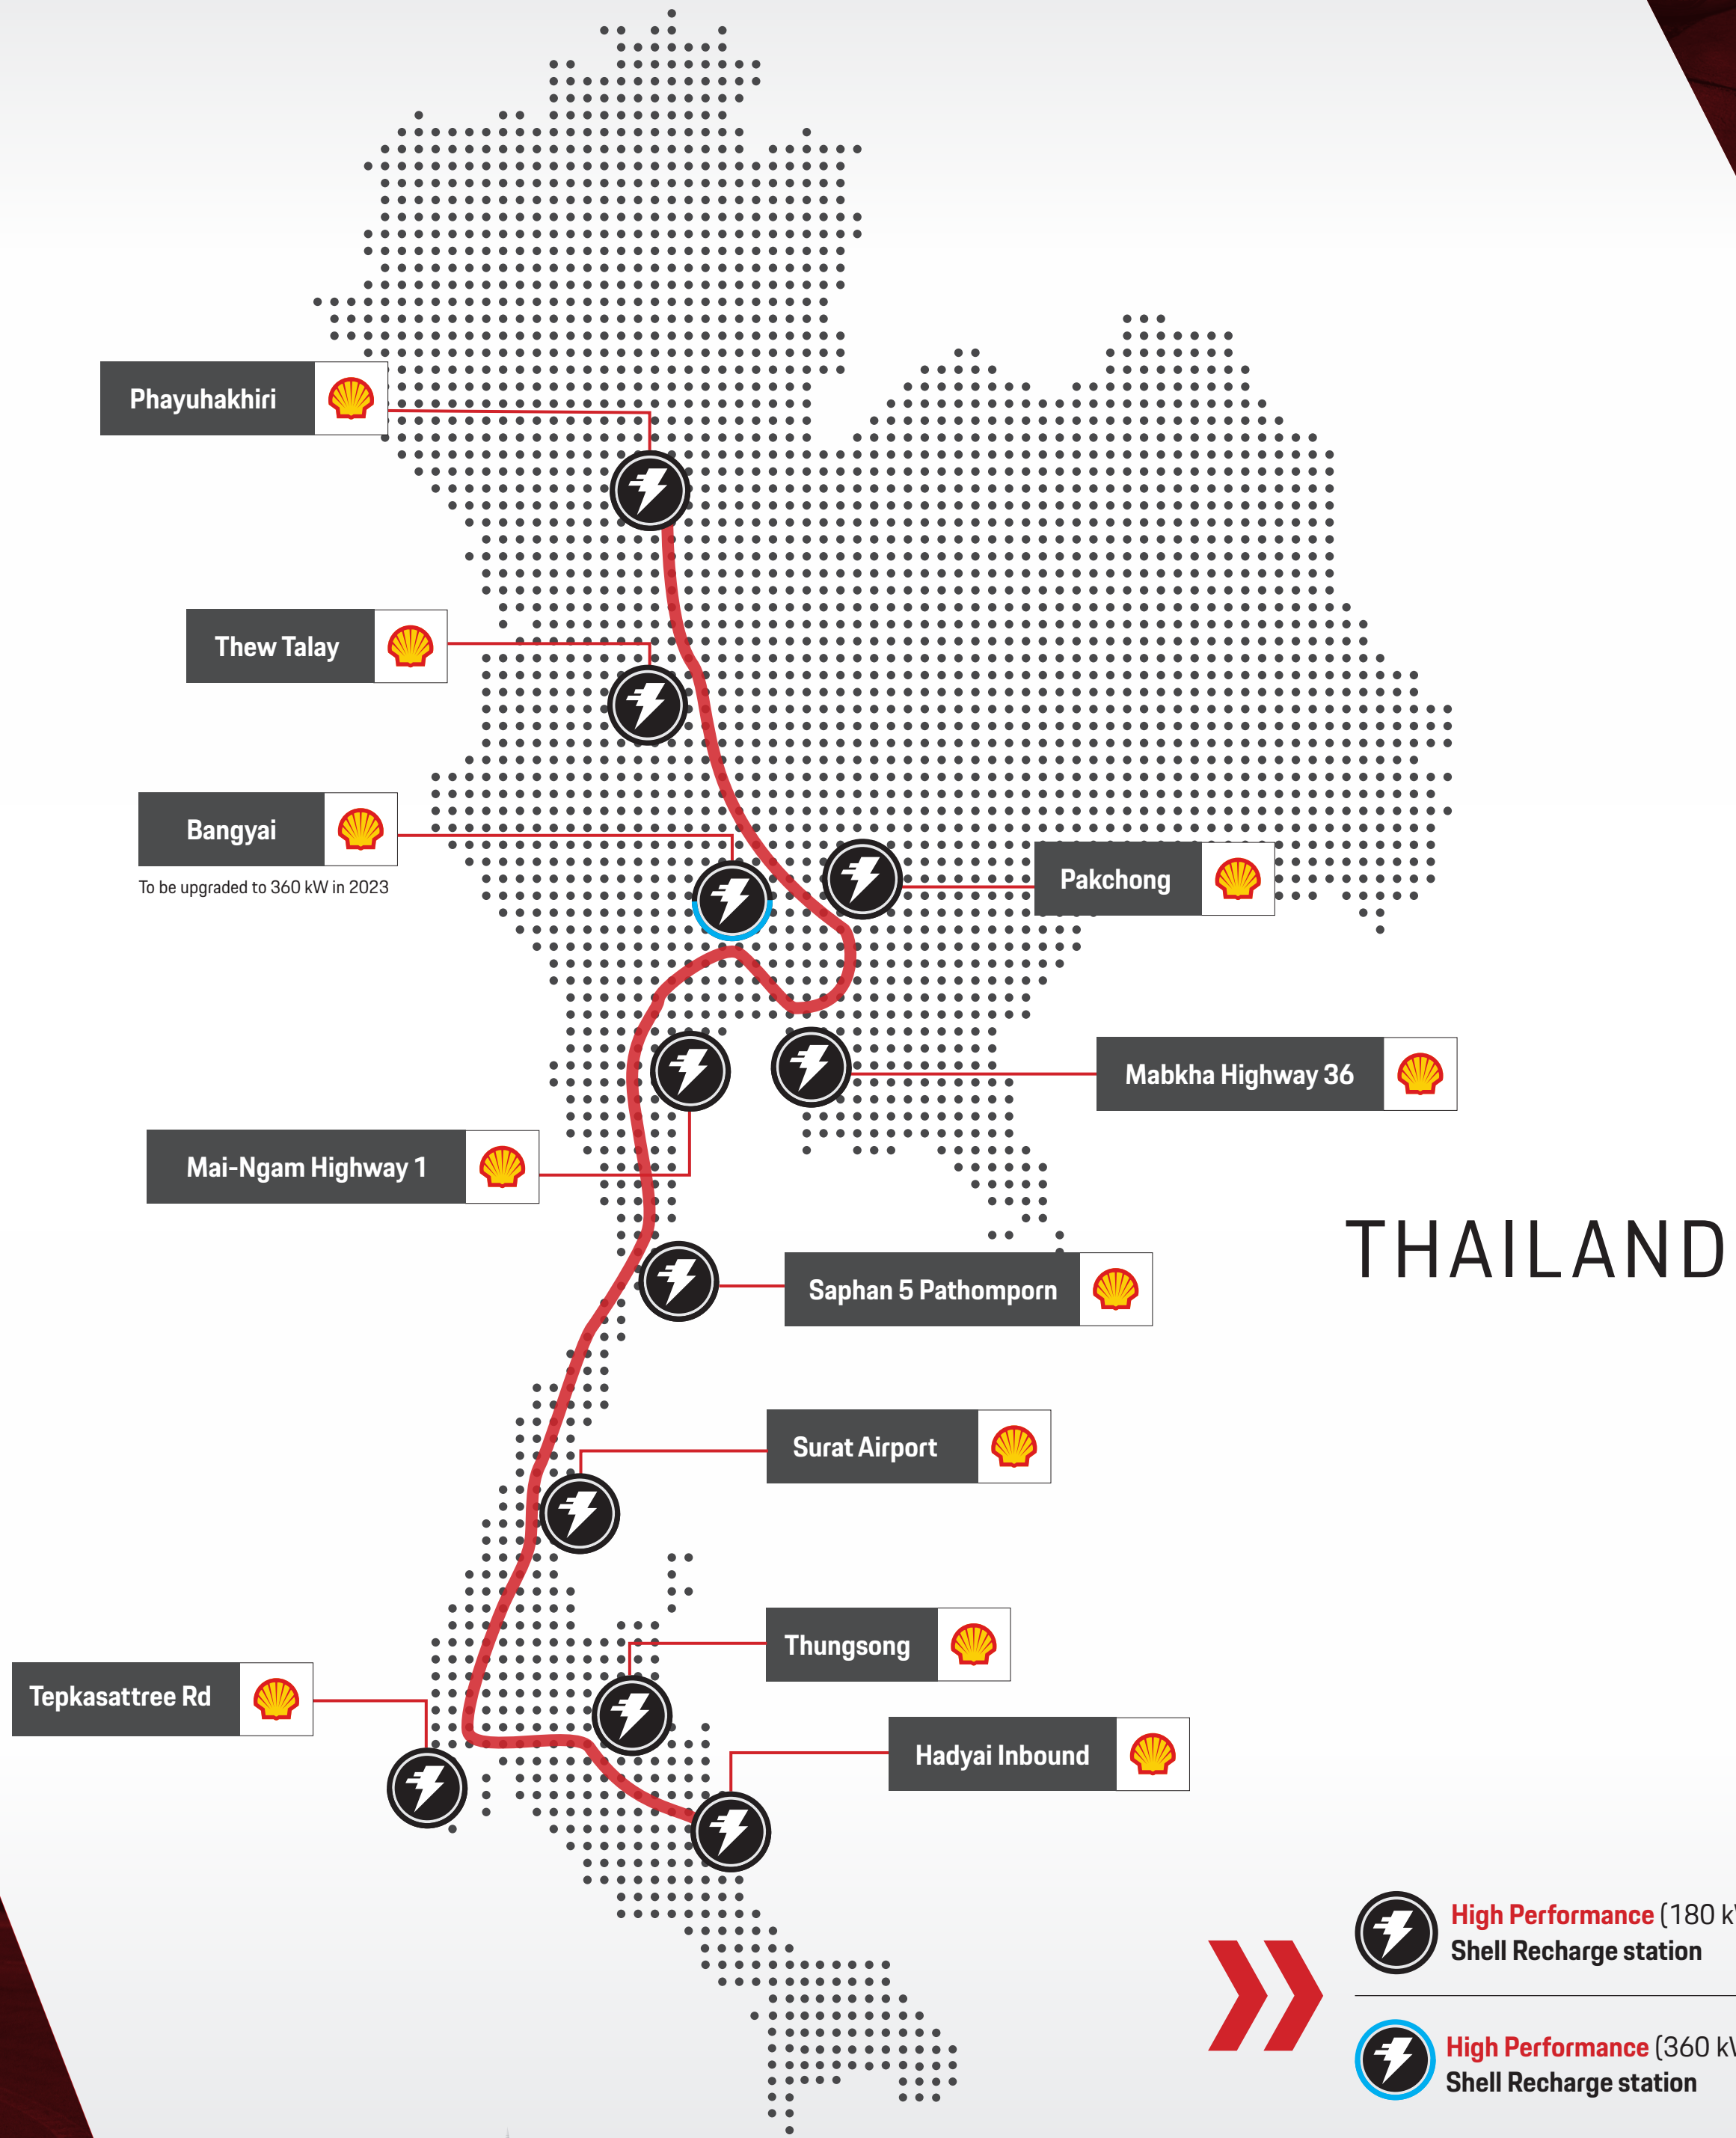 Phayuhakhiri
Thew Talay
Bangyai
To be upgraded to 360 kW in 2023
Pakchong
Mabkha Highway 36
Mai-Ngam Highway 1
THAILAND
Saphan 5 Pathomporn
Surat Airport
Thungsong
Tepkasattree Rd
Hadyai Inbound
High Performance (180 k
Shell Recharge station
High Performance (360 k
Shell Recharge station